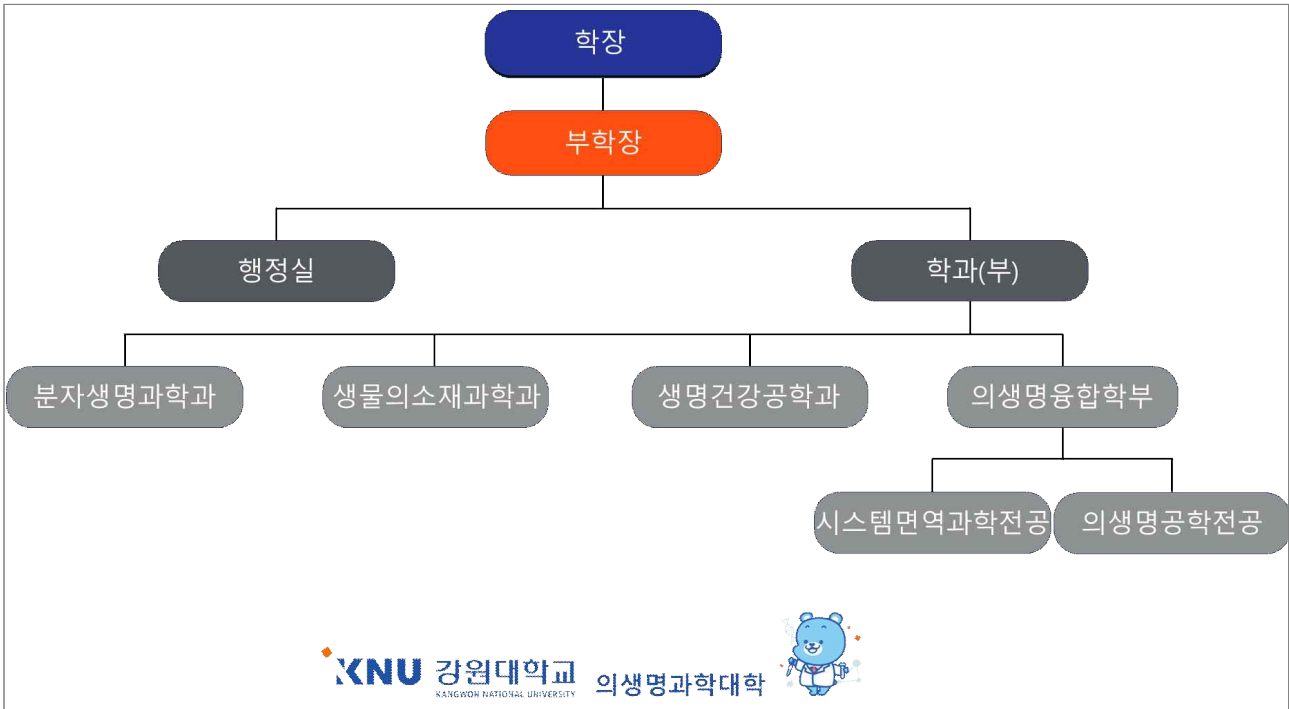 학장
부학장
행정실
학과(부)
분자생명과학과
생물의소재과학과
생명건강공학과
의생명융합학부
시스템면역과학전공
의생명공학전공
KNU 강원대학교 의생명과학대학
KANGWON NATIONAL UNIVERSITY